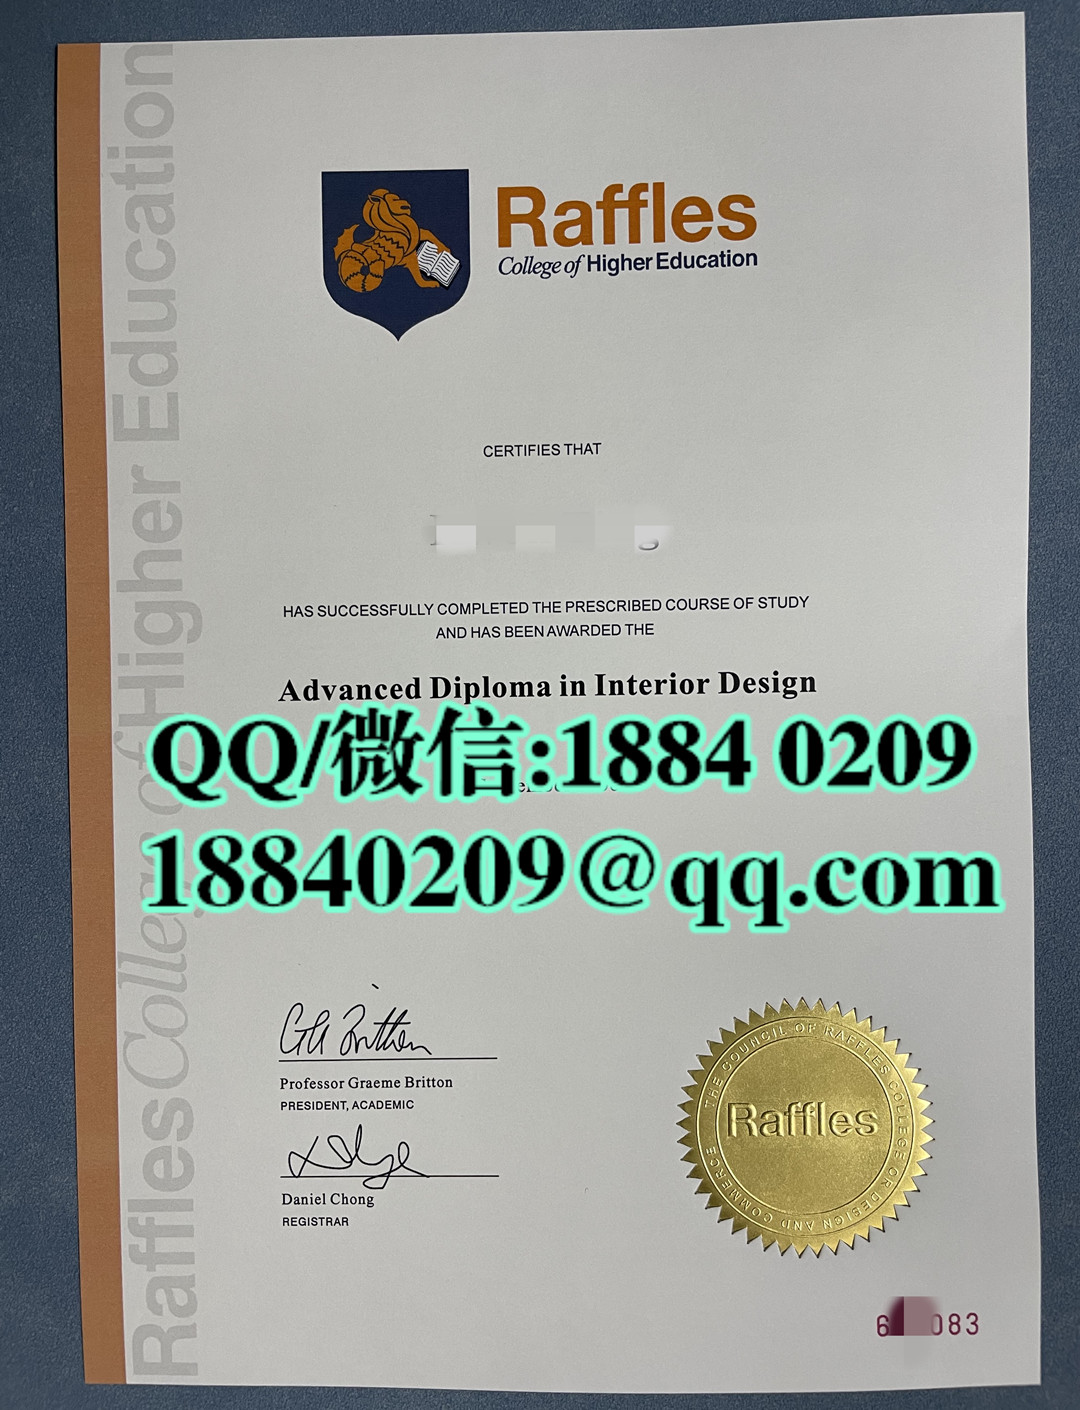 Raffles College of Higher Education
Raffles
College of Higher Education
CERTIFIES THAT
HAS SUCCESSFULLY COMPLETED THE PRESCRIBED COURSE OF STUDY
AND HAS BEEN AWARDED THE
Advanced Diploma in Interior Design
QQ/微信:1884 0209
18840209@qq.com
Professor Graeme Britton
PRESIDENT, ACADEMIC
Daniel Chong
REGISTRAR
THE COUNCIL OF RAFFLES COLLEGE OF DESIGN AND COMMERCE
Raffles
6 083